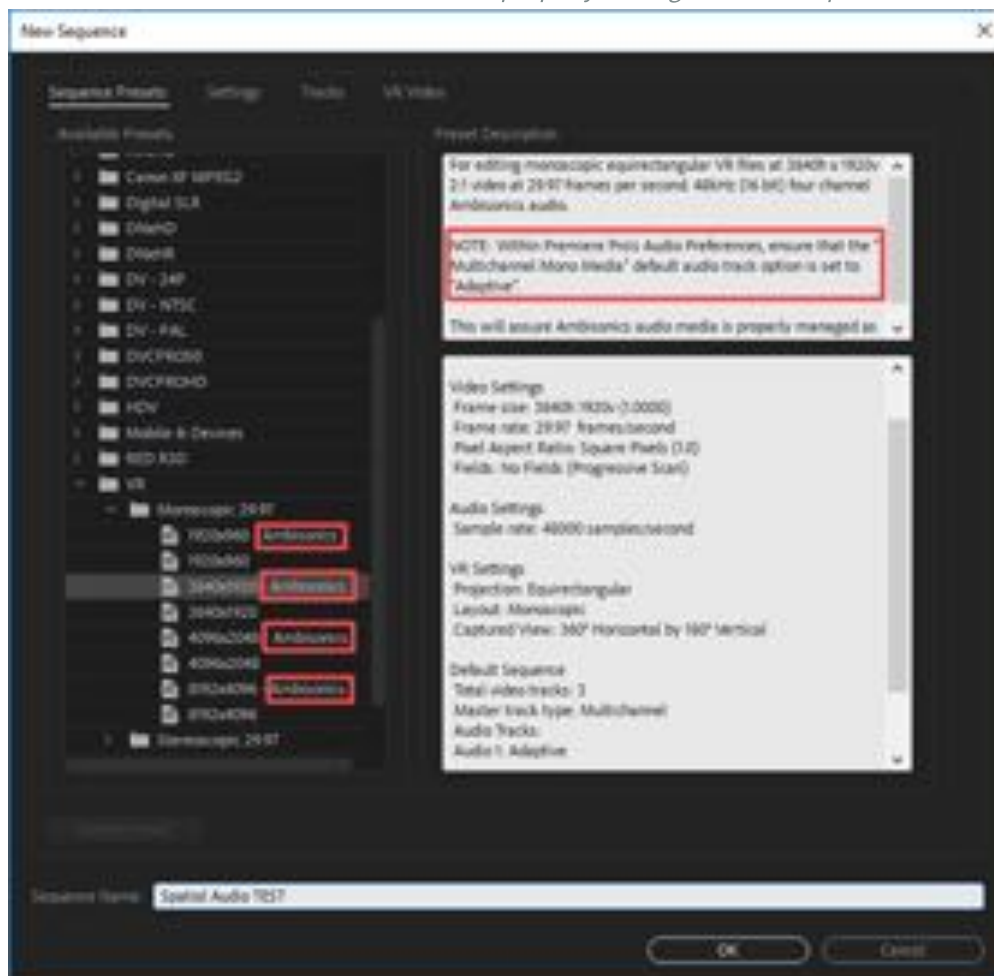 New Sequence
Sequence Presets Settings Tracks VR Video
Available Presets Preset Description
Canon XF MPEG2
Digital SLR
DNxHD
DNxHR
DV - 24P
DV - NTSC
DV - PAL
DVCPRO50
DVCPROHD
HDV
Mobile & Devices
RED R3D
VR
Monoscopic 29.97
1920x960 - Ambisonics
1920x960
3840x1920 - Ambisonics
3840x1920
4096x2048 - Ambisonics
4096x2048
8192x4096 - Ambisonics
8192x4096
Stereoscopic 29.97
For editing monoscopic equirectangular VR files at 3840h x 1920v
2:1 video at 29.97 frames per second. 48kHz (16 bit) four channel
Ambisonics audio.
NOTE: Within Premiere Pro's Audio Preferences, ensure that the "
Multichannel Mono Media" default audio track option is set to
"Adaptive".
This will assure Ambisonics audio media is properly managed as
Video Settings
Frame size: 3840h 1920v (1.0000)
Frame rate: 29.97 frames/second
Pixel Aspect Ratio: Square Pixels (1.0)
Fields: No Fields (Progressive Scan)
Audio Settings
Sample rate: 48000 samples/second
VR Settings
Projection: Equirectangular
Layout: Monoscopic
Captured View: 360° Horizontal by 180° Vertical
Default Sequence
Total video tracks: 3
Master track type: Multichannel
Audio Tracks:
Audio 1: Adaptive
Sequence Name: Spatial Audio TEST
OK Cancel